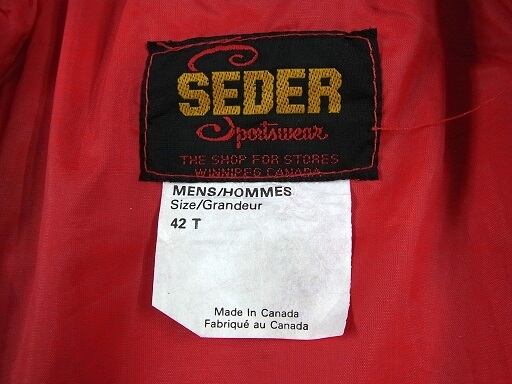 SEDER
Sportswear
THE SHOP FOR STORES
WINNIPEG CANADA
MENS/HOMMES
Size/Grandeur
42 T
Made In Canada
Fabriqué au Canada